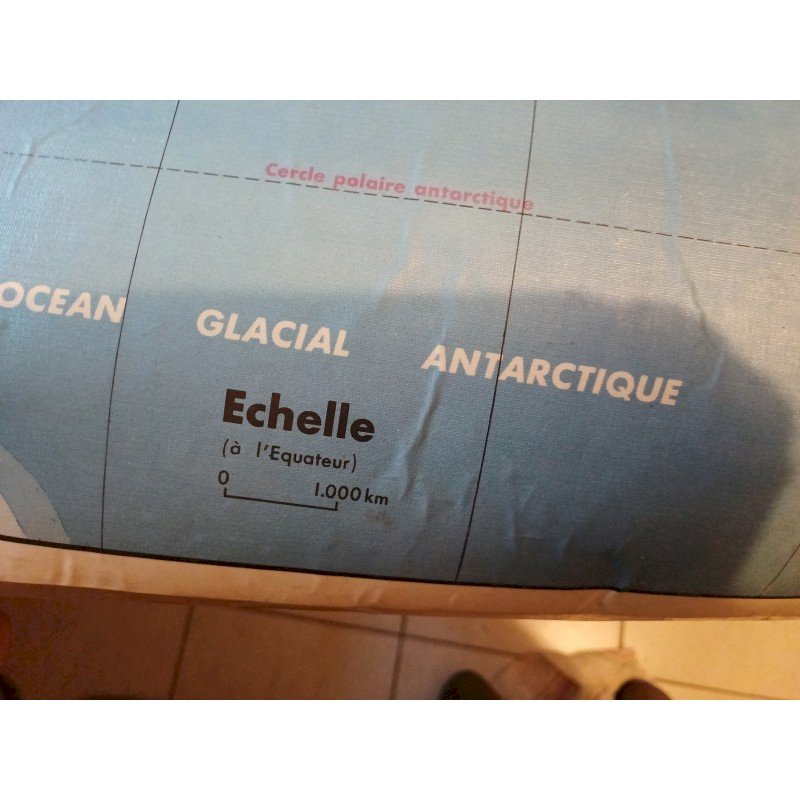 Cercle polaire antarctique
OCEAN GLACIAL ANTARCTIQUE
Echelle
(à l'Equateur)
0 1.000 km